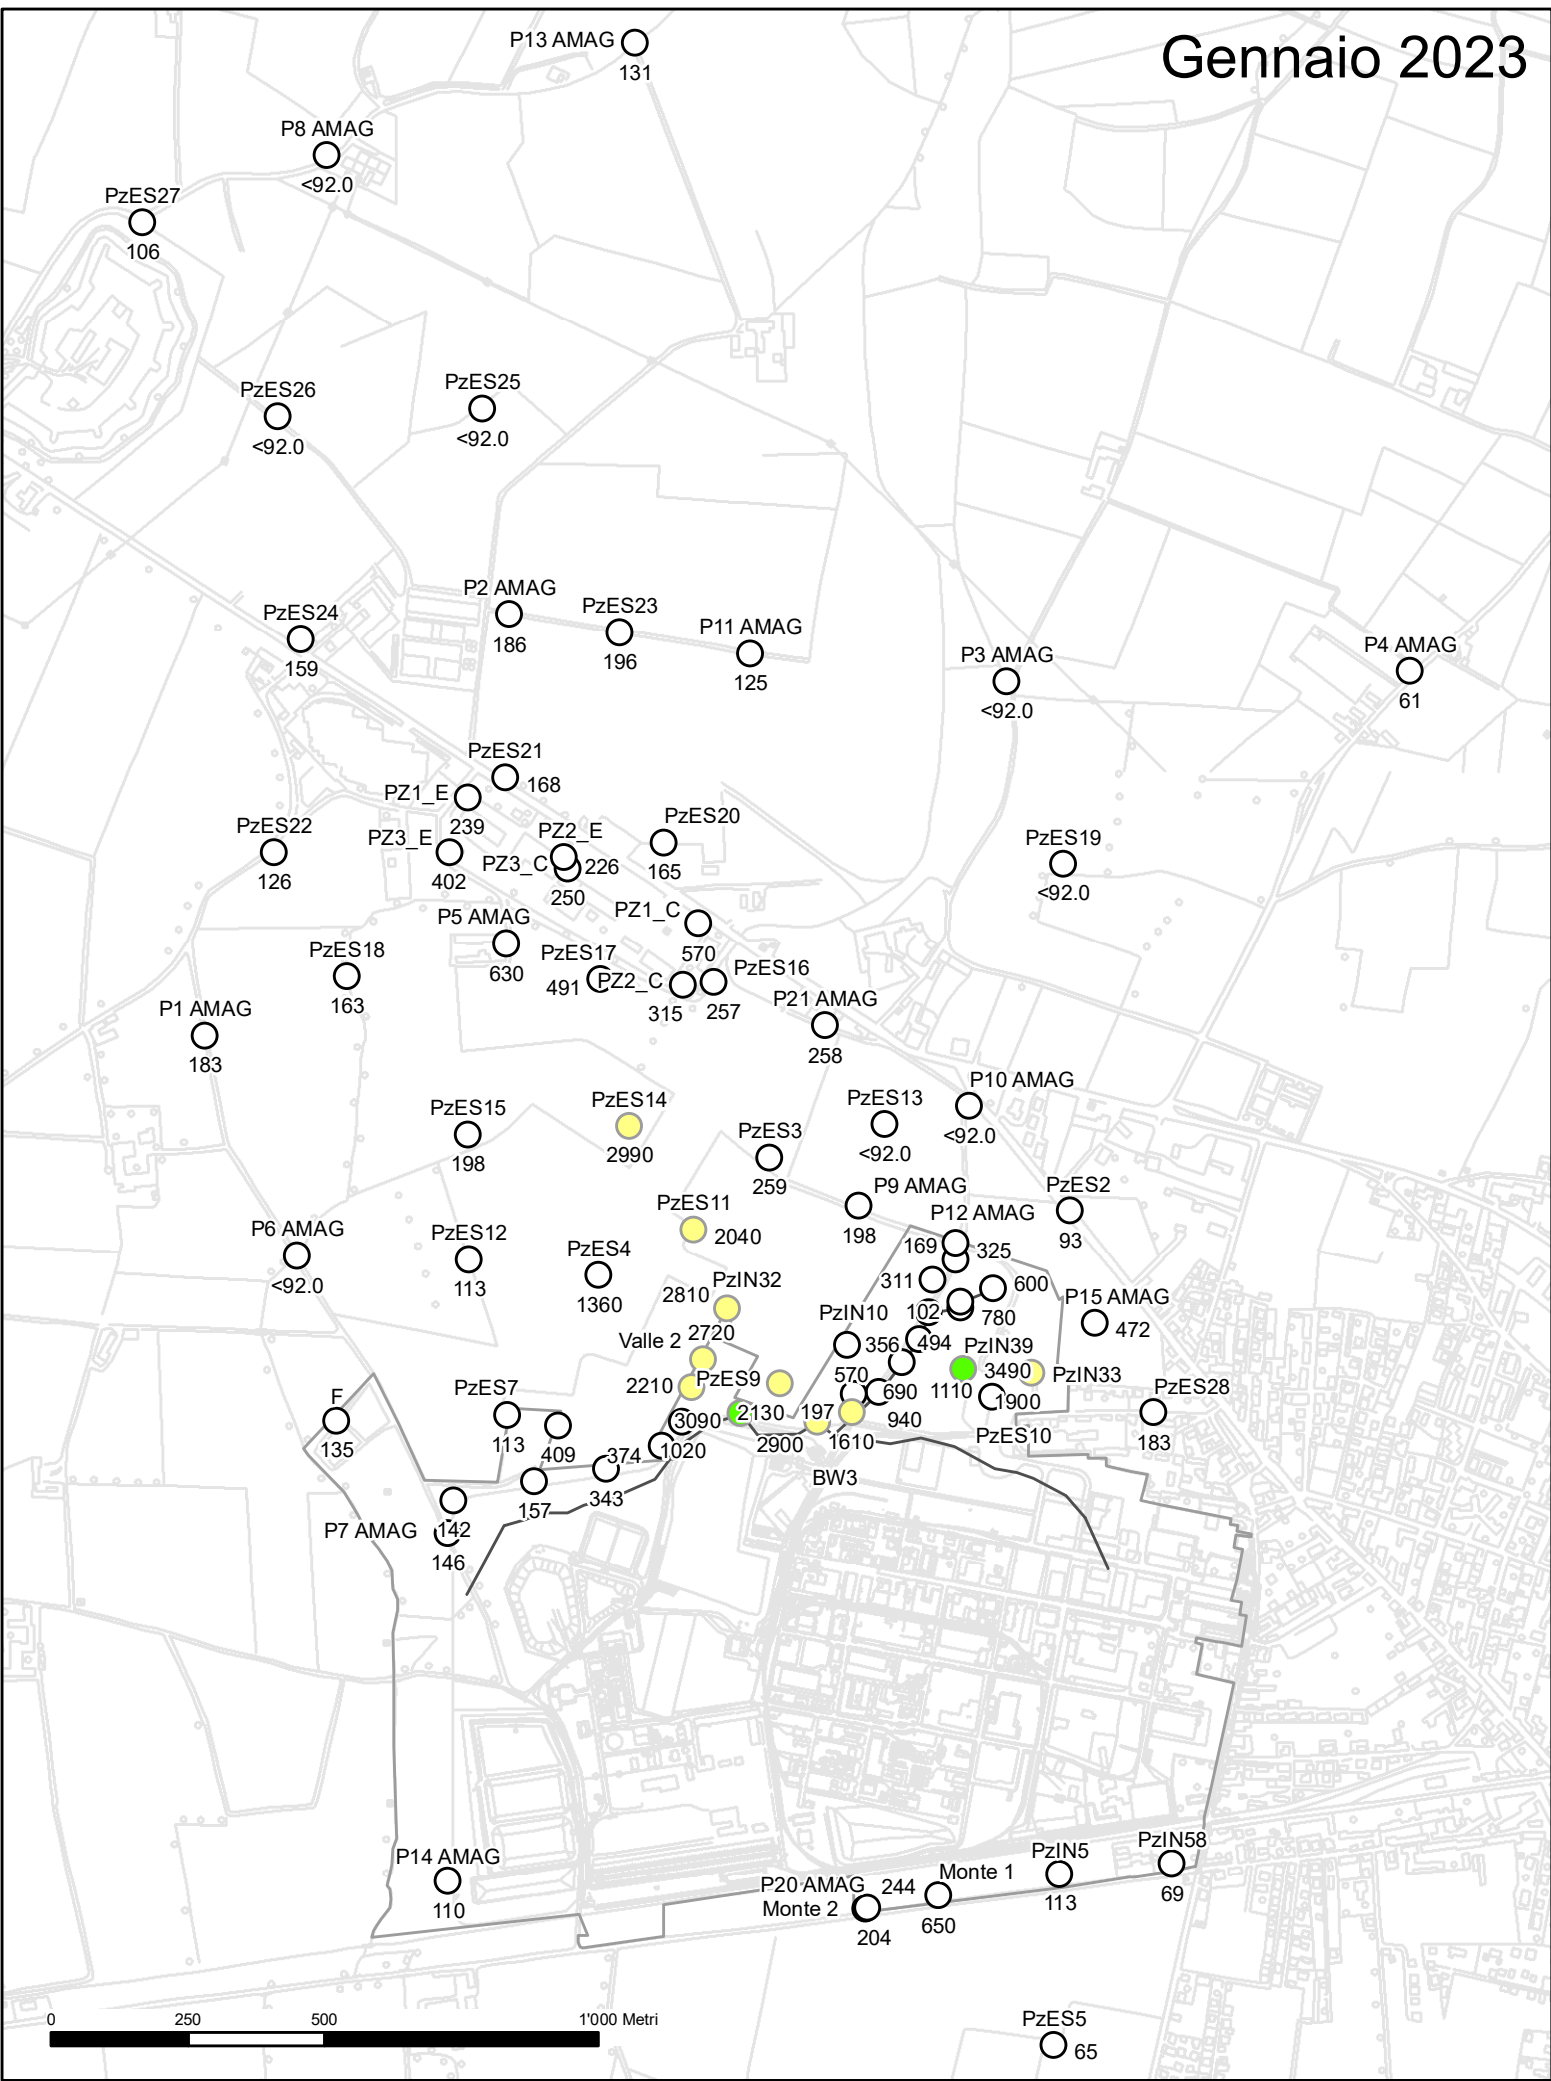 Gennaio 2023
P13 AMAG
131
P8 AMAG
<92.0
PzES27
106
PzES26
<92.0
PzES25
<92.0
P2 AMAG
186
PzES23
196
P11 AMAG
125
PzES24
159
P3 AMAG
<92.0
P4 AMAG
61
PzES21
168
PZ1_E
239
PzES22
126
PZ3_E
402
PZ2_E
226
PZ3_C
250
PzES20
165
PzES19
<92.0
P5 AMAG
630
PZ1_C
570
PzES18
163
PzES17
491
PZ2_C
315
PzES16
257
P21 AMAG
258
P1 AMAG
183
PzES15
198
PzES14
2990
PzES13
<92.0
P10 AMAG
<92.0
PzES3
259
P9 AMAG
198
PzES2
93
P12 AMAG
169
325
PzES11
2040
P6 AMAG
<92.0
PzES12
113
PzES4
1360
311
600
PzIN32
2810
102
780
P15 AMAG
472
PzIN10
Valle 2
2720
356
494
PzIN39
3490
PzIN33
1110
1900
PzES9
2210
570
690
940
PzES10
PzES28
183
F
135
PzES7
113
409
3090
2130
197
1610
2900
1020
374
343
157
BW3
P7 AMAG
142
146
P14 AMAG
110
P20 AMAG
244
Monte 2
204
Monte 1
650
PzIN5
113
PzIN58
69
PzES5
65
0
250
500
1'000 Metri